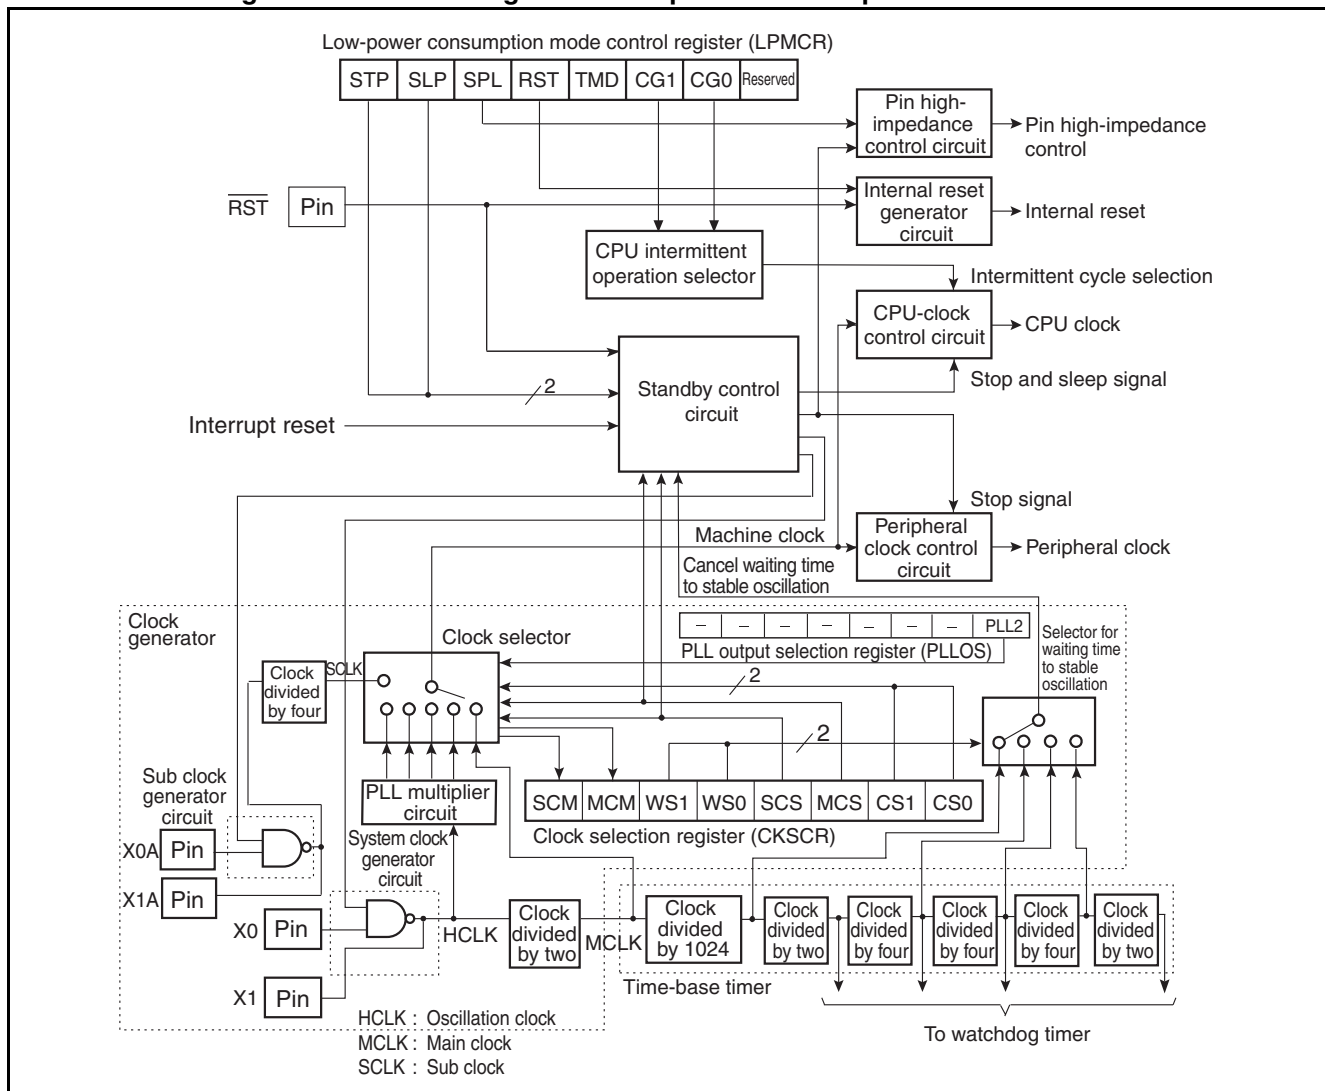 Low-power consumption mode control register (LPMCR)
STP SLP SPL RST TMD CG1 CG0 Reserved
Pin high-
impedance
control circuit
Pin high-impedance
control
RST
Pin
Internal reset
generator
circuit
Internal reset
CPU intermittent
operation selector
Intermittent cycle selection
CPU-clock
control circuit
CPU clock
Standby control
circuit
2
Stop and sleep signal
Interrupt reset
Stop signal
Machine clock
Peripheral
clock control
circuit
Peripheral clock
Cancel waiting time
to stable oscillation
Clock
generator
Clock selector
– – – – – – – PLL2
PLL output selection register (PLLOS)
Selector for
waiting time
to stable
oscillation
Clock
divided
by four
SCLK
2
2
Sub clock
generator
circuit
PLL multiplier
circuit
SCM MCM WS1 WS0 SCS MCS CS1 CS0
Clock selection register (CKSCR)
System clock
generator
circuit
X0A Pin
X1A Pin
X0 Pin
X1 Pin
HCLK
Clock
divided
by two
MCLK
Clock
divided
by 1024
Clock
divided
by two
Clock
divided
by four
Clock
divided
by four
Clock
divided
by four
Clock
divided
by two
Time-base timer
To watchdog timer
HCLK : Oscillation clock
MCLK : Main clock
SCLK : Sub clock